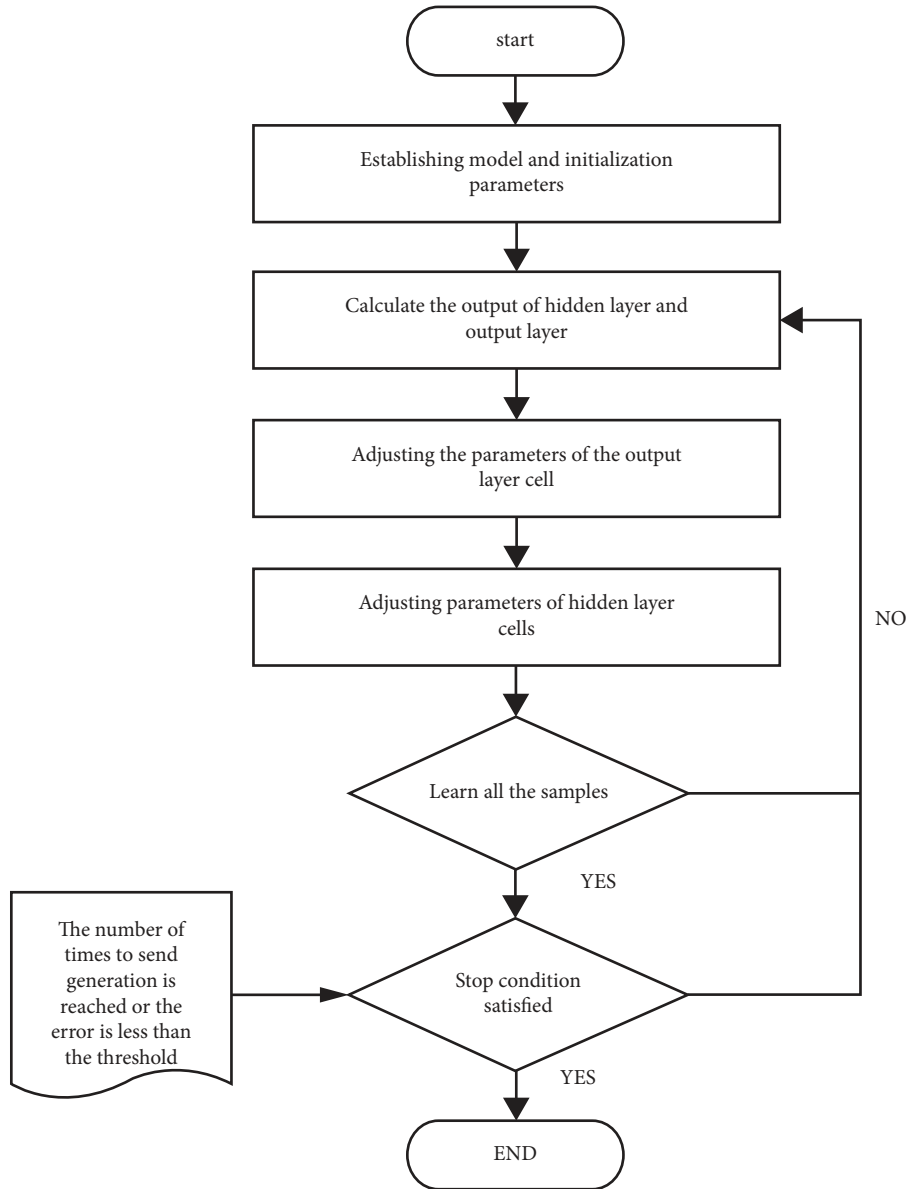 start
Establishing model and initialization
parameters
Calculate the output of hidden layer and
output layer
Adjusting the parameters of the output
layer cell
Adjusting parameters of hidden layer
cells
NO
Learn all the samples
YES
The number of
times to send
generation is
reached or the
error is less than
the threshold
Stop condition
satisfied
YES
END